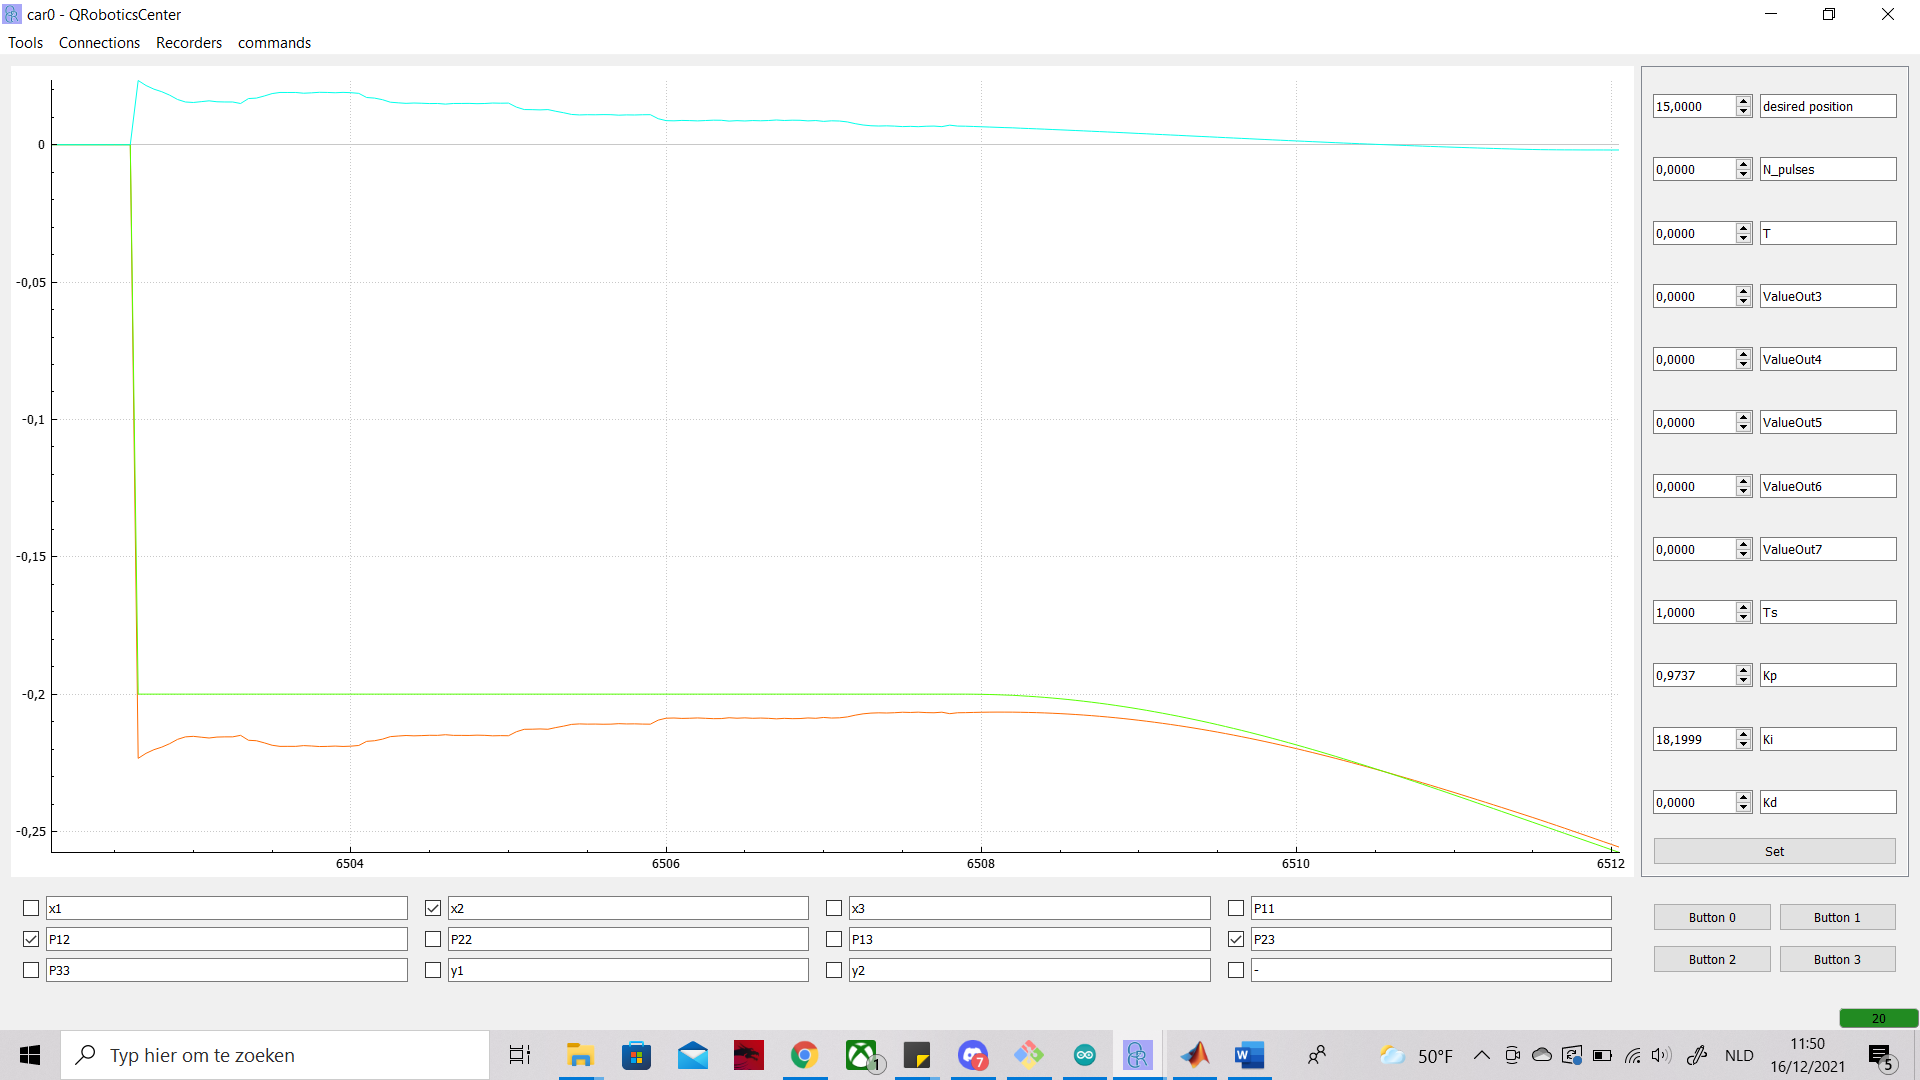 car0 - QRoboticsCenter
Tools Connections Recorders commands
0
-0,05
-0,1
-0,15
-0,2
-0,25
6504 6506 6508 6510 6512
15,0000 desired position
0,0000 N_pulses
0,0000 T
0,0000 ValueOut3
0,0000 ValueOut4
0,0000 ValueOut5
0,0000 ValueOut6
0,0000 ValueOut7
1,0000 Ts
0,9737 Kp
18,1999 Ki
0,0000 Kd
Set
x1 x2 x3 P11
P12 P22 P13 P23
P33 y1 y2 -
Button 0 Button 1
Button 2 Button 3
20
Typ hier om te zoeken
1
7
50°F
NLD
11:50
16/12/2021
5